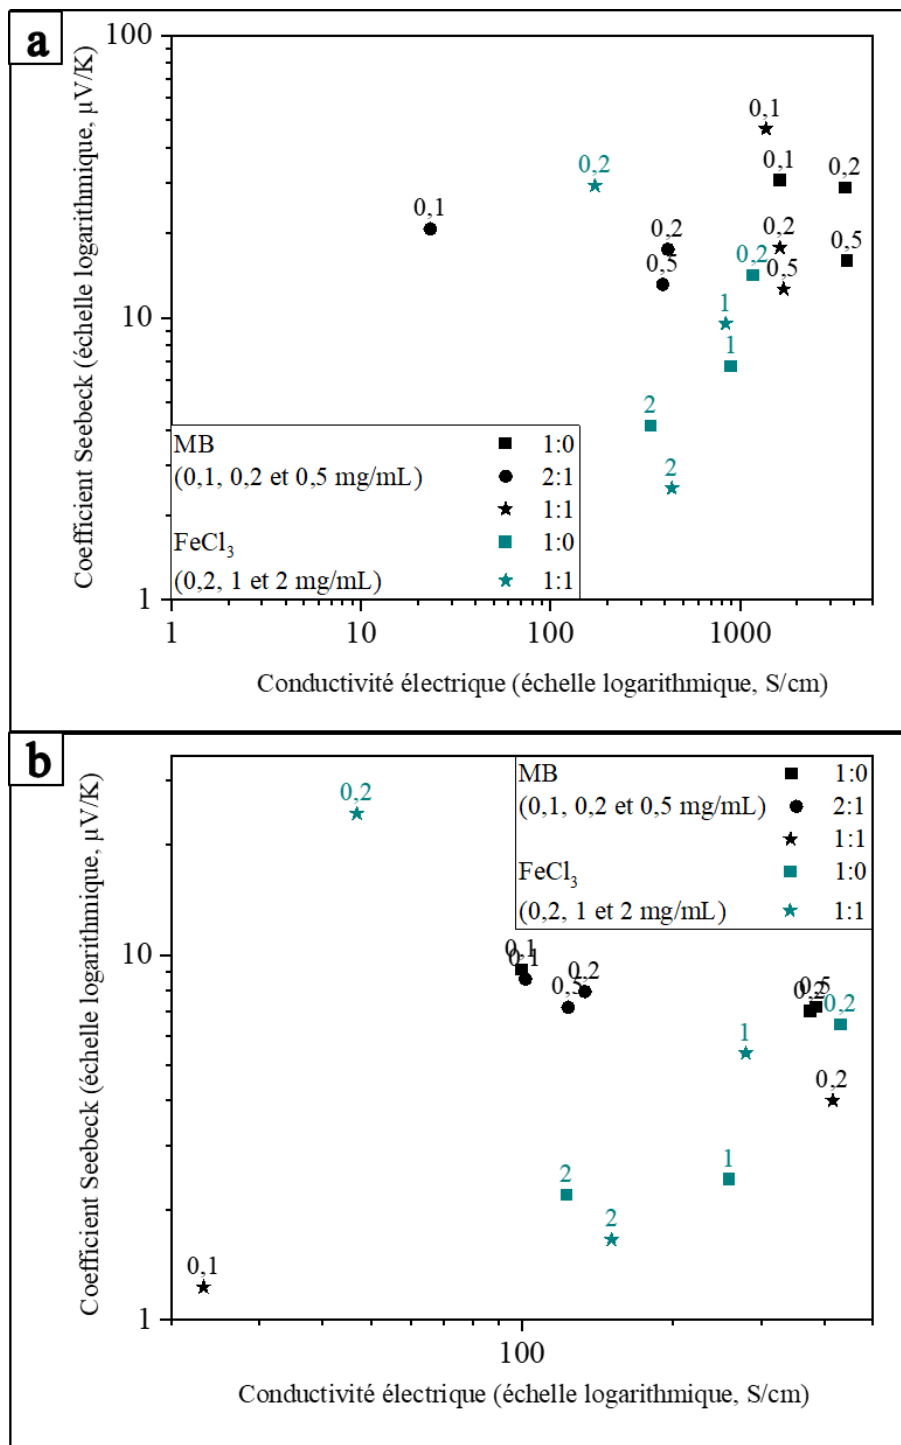 a
Coefficient Seebeck (échelle logarithmique, µV/K)
100
10
1
0,1
0,1
0,2
0,2
0,1
0,2
0,2
0,5
0,5
0,2
0,5
1
1
2
2
MB 1:0
(0,1, 0,2 et 0,5 mg/mL) 2:1
1:1
FeCl₃ 1:0
(0,2, 1 et 2 mg/mL) 1:1
1 10 100 1000
Conductivité électrique (échelle logarithmique, S/cm)
b
Coefficient Seebeck (échelle logarithmique, µV/K)
MB 1:0
(0,1, 0,2 et 0,5 mg/mL) 2:1
1:1
FeCl₃ 1:0
(0,2, 1 et 2 mg/mL) 1:1
0,2
10
0,1
0,1
0,2
0,5
0,5
0,2
0,2
1
0,2
1
2
2
0,1
1
100
Conductivité électrique (échelle logarithmique, S/cm)